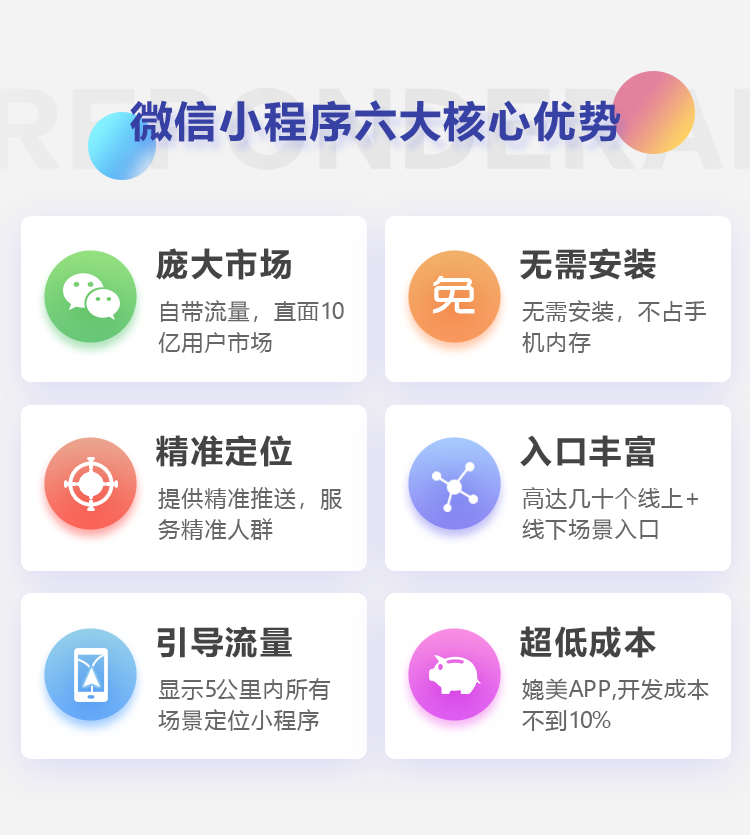 REPONDERA
微信小程序六大核心优势
庞大市场
自带流量，直面10
亿用户市场
免
无需安装
无需安装，不占手
机内存
精准定位
提供精准推送，服
务精准人群
入口丰富
高达几十个线上+
线下场景入口
引导流量
显示5公里内所有
场景定位小程序
超低成本
媲美APP,开发成本
不到10%